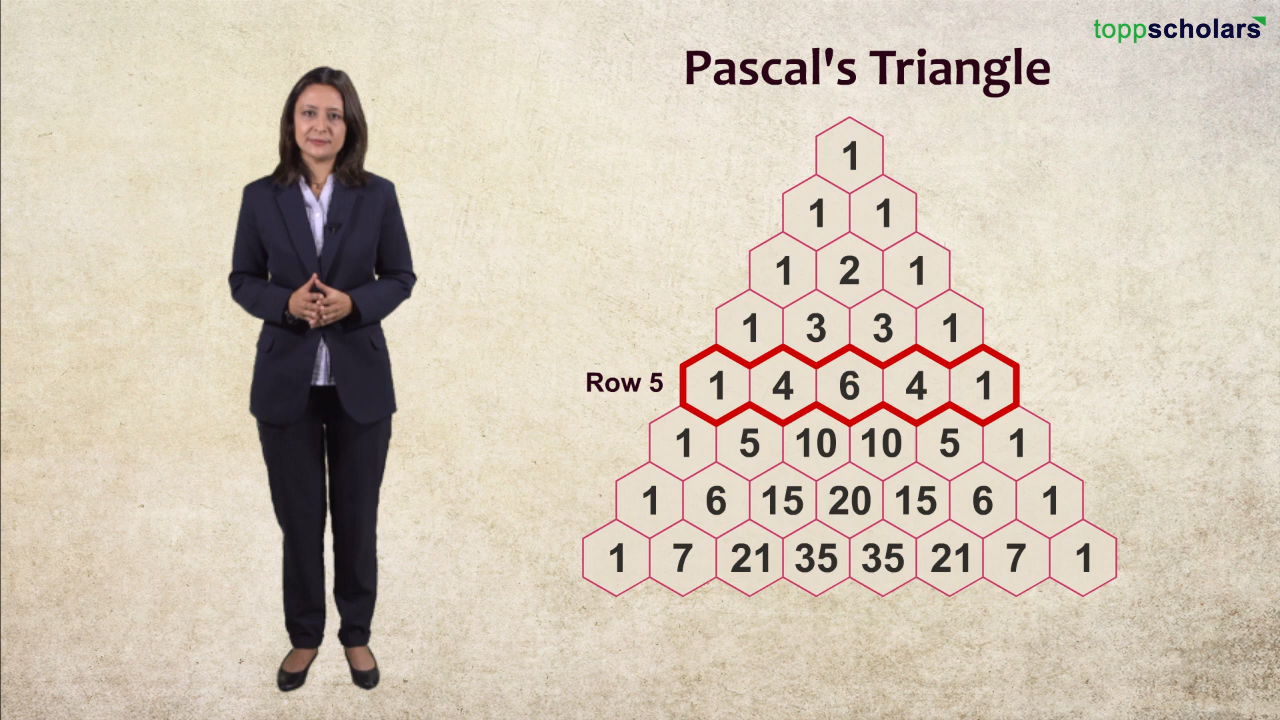 toppscholars
Pascal's Triangle
1
1 1
1 2 1
1 3 3 1
Row 5 1 4 6 4 1
1 5 10 10 5 1
1 6 15 20 15 6 1
1 7 21 35 35 21 7 1